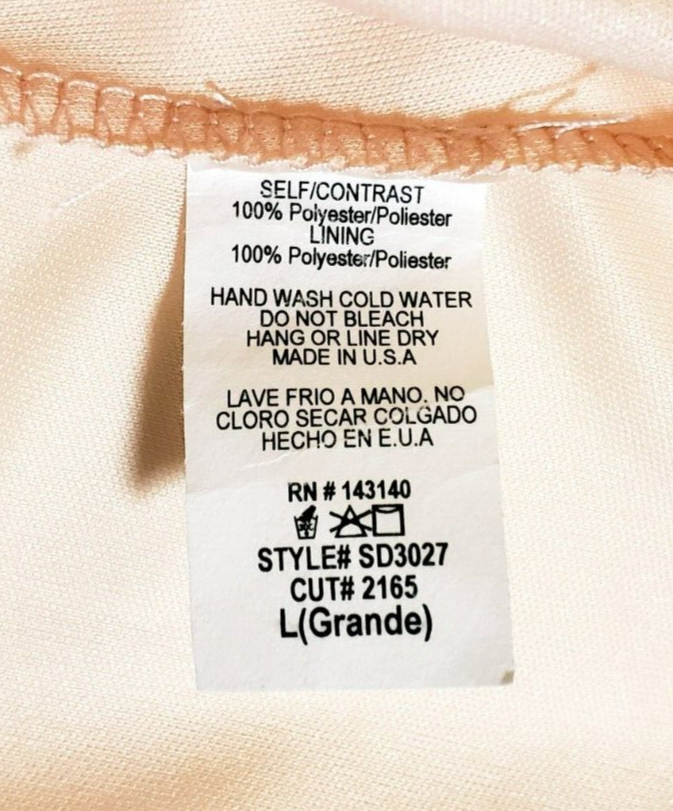 SELF/CONTRAST
100% Polyester/Poliester
LINING
100% Polyester/Poliester
HAND WASH COLD WATER
DO NOT BLEACH
HANG OR LINE DRY
MADE IN U.S.A
LAVE FRIO A MANO. NO
CLORO SECAR COLGADO
HECHO EN E.U.A
RN # 143140
STYLE# SD3027
CUT# 2165
L(Grande)